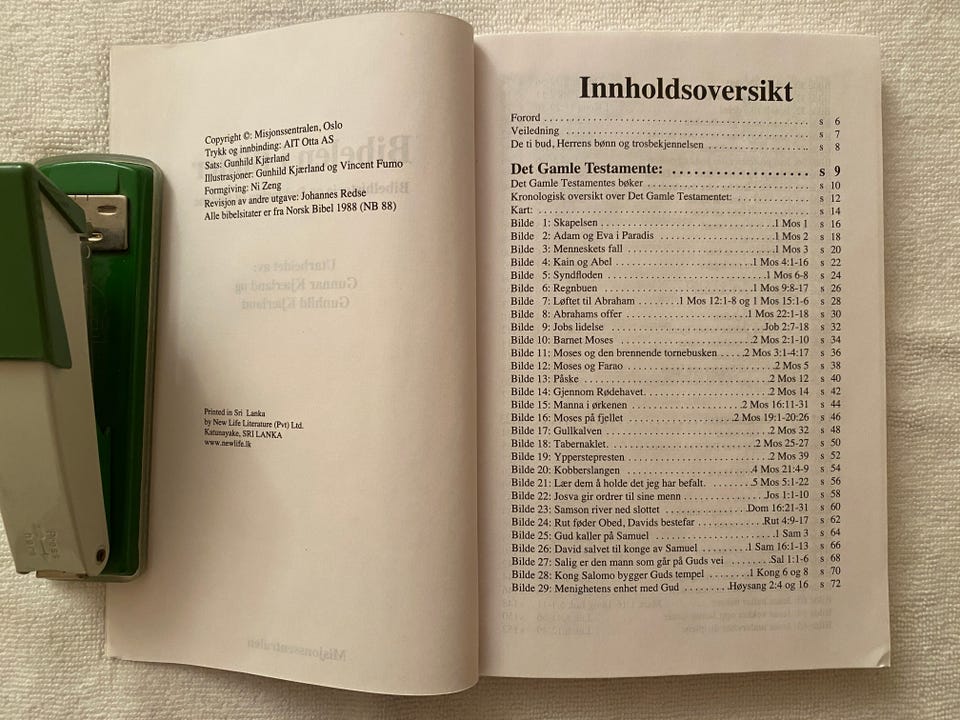 Copyright ©: Misjonssentralen, Oslo
Trykk og innbinding: AIT Otta AS
Sats: Gunhild Kjærland
Illustrasjoner: Gunhild Kjærland og Vincent Fumo
Formgiving: Ni Zeng
Revisjon av andre utgave: Johannes Redse
Alle bibelsitater er fra Norsk Bibel 1988 (NB 88)
Printed in Sri Lanka
by New Life Literature (Pvt) Ltd.
Katunayake, SRI LANKA
www.newlife.lk
Innholdsoversikt
Forord s 6
Veiledning s 7
De ti bud, Herrens bønn og trosbekjennelsen s 8
Det Gamle Testamente: s 9
Det Gamle Testamentes bøker s 10
Kronologisk oversikt over Det Gamle Testamentet: s 12
Kart: s 14
Bilde 1: Skapelsen 1 Mos 1 s 16
Bilde 2: Adam og Eva i Paradis 1 Mos 2 s 18
Bilde 3: Menneskets fall 1 Mos 3 s 20
Bilde 4: Kain og Abel 1 Mos 4:1-16 s 22
Bilde 5: Syndfloden 1 Mos 6-8 s 24
Bilde 6: Regnbuen 1 Mos 9:8-17 s 26
Bilde 7: Løftet til Abraham 1 Mos 12:1-8 og 1 Mos 15:1-6 s 28
Bilde 8: Abrahams offer 1 Mos 22:1-18 s 30
Bilde 9: Jobs lidelse Job 2:7-18 s 32
Bilde 10: Barnet Moses 2 Mos 2:1-10 s 34
Bilde 11: Moses og den brennende tornebusken 2 Mos 3:1-4:17 s 36
Bilde 12: Moses og Farao 2 Mos 5 s 38
Bilde 13: Påske 2 Mos 12 s 40
Bilde 14: Gjennom Rødehavet. 2 Mos 14 s 42
Bilde 15: Manna i ørkenen 2 Mos 16:11-31 s 44
Bilde 16: Moses på fjellet 2 Mos 19:1-20:26 s 46
Bilde 17: Gullkalven 2 Mos 32 s 48
Bilde 18: Tabernaklet. 2 Mos 25-27 s 50
Bilde 19: Ypperstepresten 2 Mos 39 s 52
Bilde 20: Kobberslangen 4 Mos 21:4-9 s 54
Bilde 21: Lær dem å holde det jeg har befalt. 5 Mos 5:1-22 s 56
Bilde 22: Josva gir ordrer til sine menn Jos 1:1-10 s 58
Bilde 23: Samson river ned slottet Dom 16:21-31 s 60
Bilde 24: Rut føder Obed, Davids bestefar Rut 4:9-17 s 62
Bilde 25: Gud kaller på Samuel 1 Sam 3 s 64
Bilde 26: David salvet til konge av Samuel 1 Sam 16:1-13 s 66
Bilde 27: Salig er den mann som går på Guds vei Sal 1:1-6 s 68
Bilde 28: Kong Salomo bygger Guds tempel 1 Kong 6 og 8 s 70
Bilde 29: Menighetens enhet med Gud Høysang 2:4 og 16 s 72